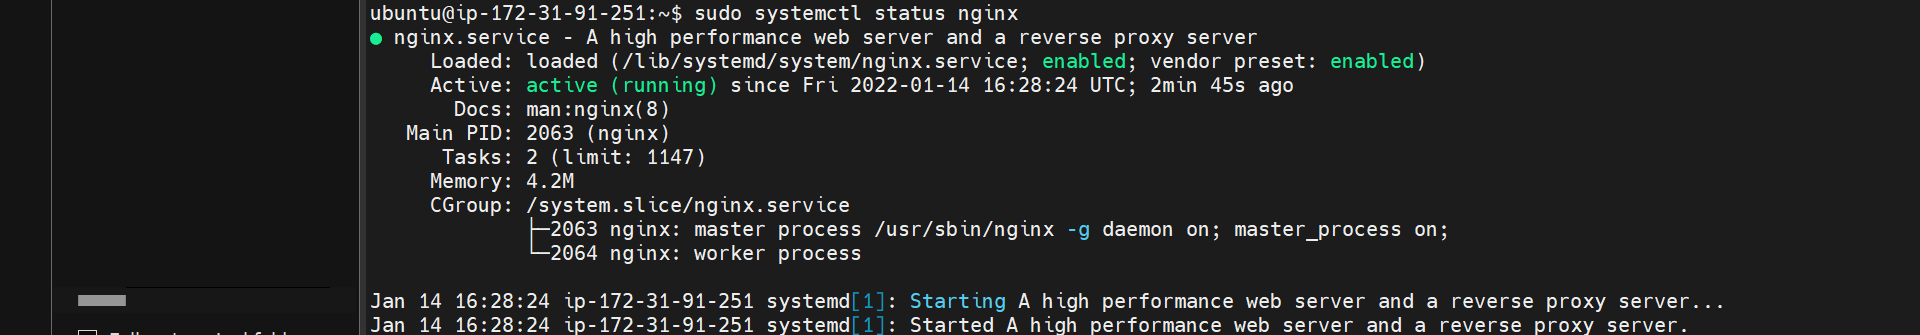 ubuntu@ip-172-31-91-251:~$ sudo systemctl status nginx
● nginx.service - A high performance web server and a reverse proxy server
Loaded: loaded (/lib/systemd/system/nginx.service; enabled; vendor preset: enabled)
Active: active (running) since Fri 2022-01-14 16:28:24 UTC; 2min 45s ago
Docs: man:nginx(8)
Main PID: 2063 (nginx)
Tasks: 2 (limit: 1147)
Memory: 4.2M
CGroup: /system.slice/nginx.service
├─2063 nginx: master process /usr/sbin/nginx -g daemon on; master_process on;
└─2064 nginx: worker process
Jan 14 16:28:24 ip-172-31-91-251 systemd[1]: Starting A high performance web server and a reverse proxy server...
Jan 14 16:28:24 ip-172-31-91-251 systemd[1]: Started A high performance web server and a reverse proxy server.